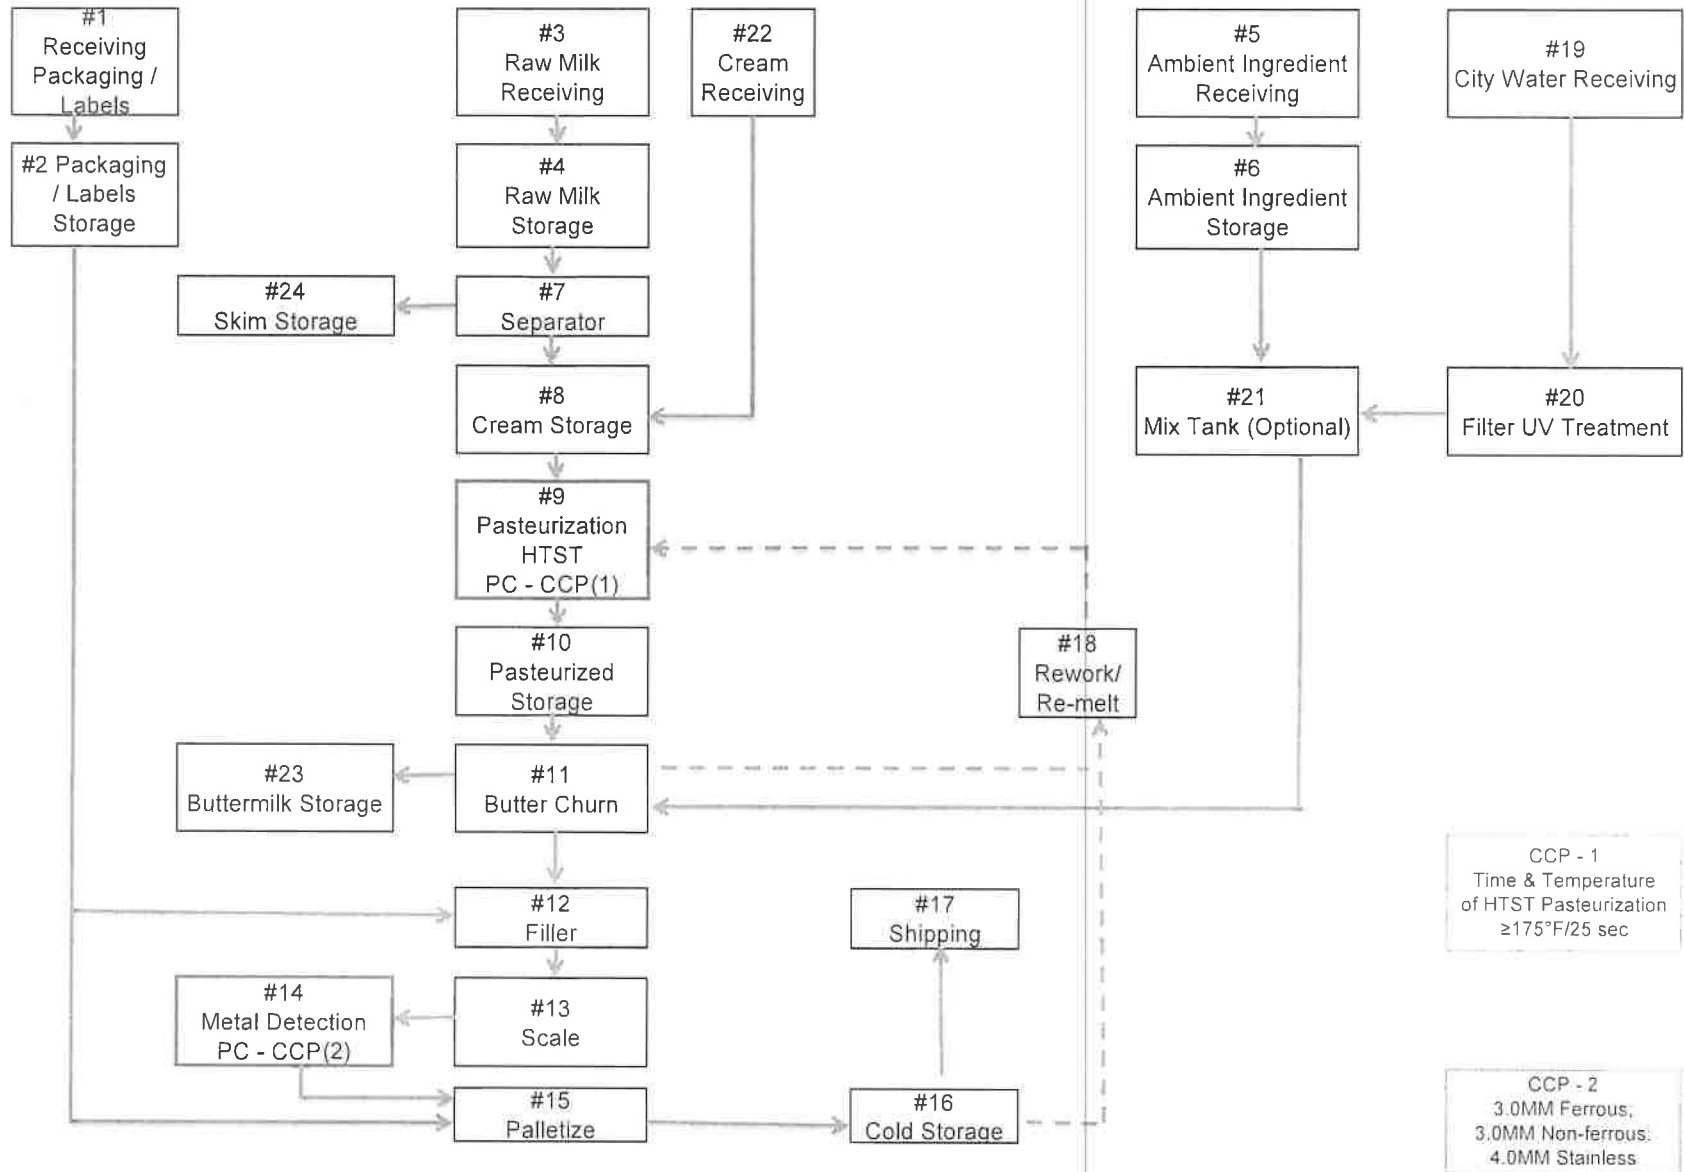 #1
Receiving
Packaging /
Labels
#3
Raw Milk
Receiving
#22
Cream
Receiving
#5
Ambient Ingredient
Receiving
#19
City Water Receiving
#2 Packaging
/ Labels
Storage
#4
Raw Milk
Storage
#6
Ambient Ingredient
Storage
#24
Skim Storage
#7
Separator
#8
Cream Storage
#21
Mix Tank (Optional)
#20
Filter UV Treatment
#9
Pasteurization
HTST
PC - CCP(1)
#10
Pasteurized
Storage
#18
Rework/
Re-melt
#23
Buttermilk Storage
#11
Butter Churn
CCP - 1
Time & Temperature
of HTST Pasteurization
≥175°F/25 sec
#12
Filler
#17
Shipping
#14
Metal Detection
PC - CCP(2)
#13
Scale
#15
Palletize
#16
Cold Storage
CCP - 2
3.0MM Ferrous;
3.0MM Non-ferrous;
4.0MM Stainless